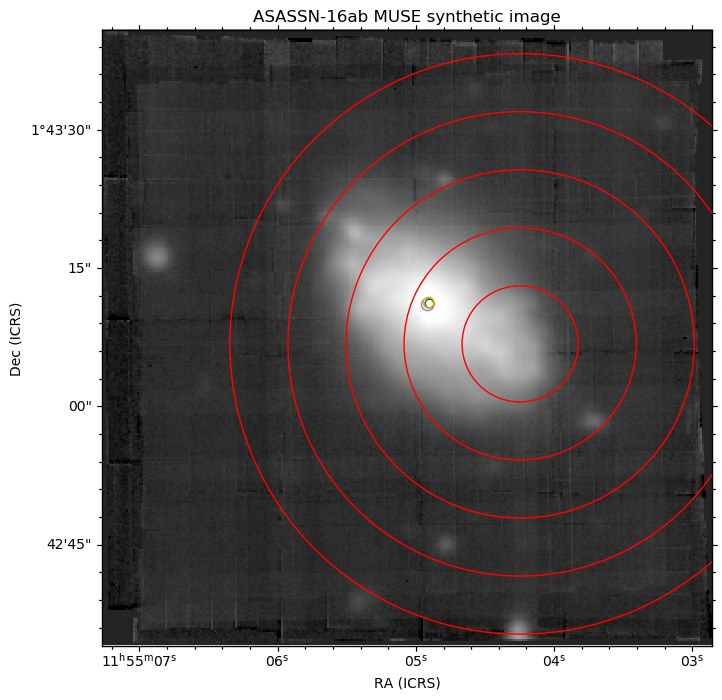 ASASSN-16ab MUSE synthetic image
1°43'30"
15"
00"
42'45"
Dec (ICRS)
11ʰ55ᵐ07ˢ
06ˢ
05ˢ
04ˢ
03ˢ
RA (ICRS)